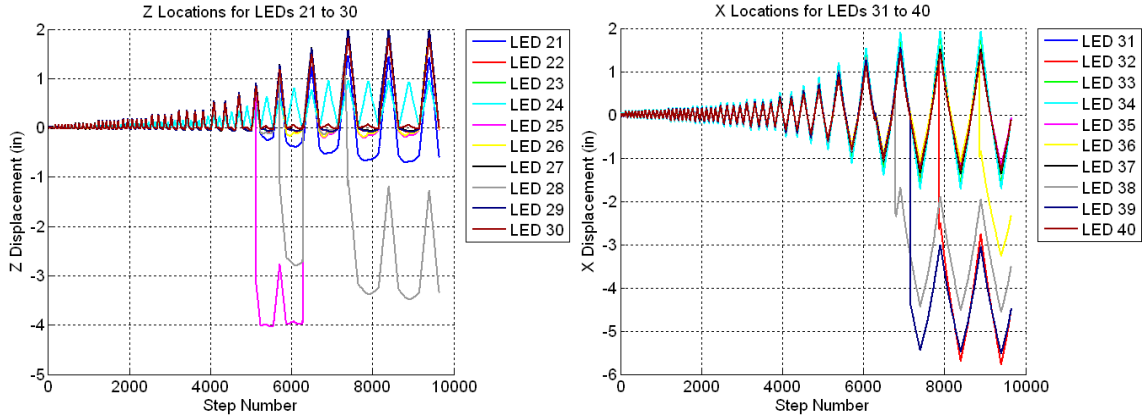 Z Locations for LEDs 21 to 30
2
1
0
-1
-2
-3
-4
-5
Z Displacement (in)
0 2000 4000 6000 8000 10000
Step Number
LED 21
LED 22
LED 23
LED 24
LED 25
LED 26
LED 27
LED 28
LED 29
LED 30
X Locations for LEDs 31 to 40
2
1
0
-1
-2
-3
-4
-5
-6
X Displacement (in)
0 2000 4000 6000 8000 10000
Step Number
LED 31
LED 32
LED 33
LED 34
LED 35
LED 36
LED 37
LED 38
LED 39
LED 40